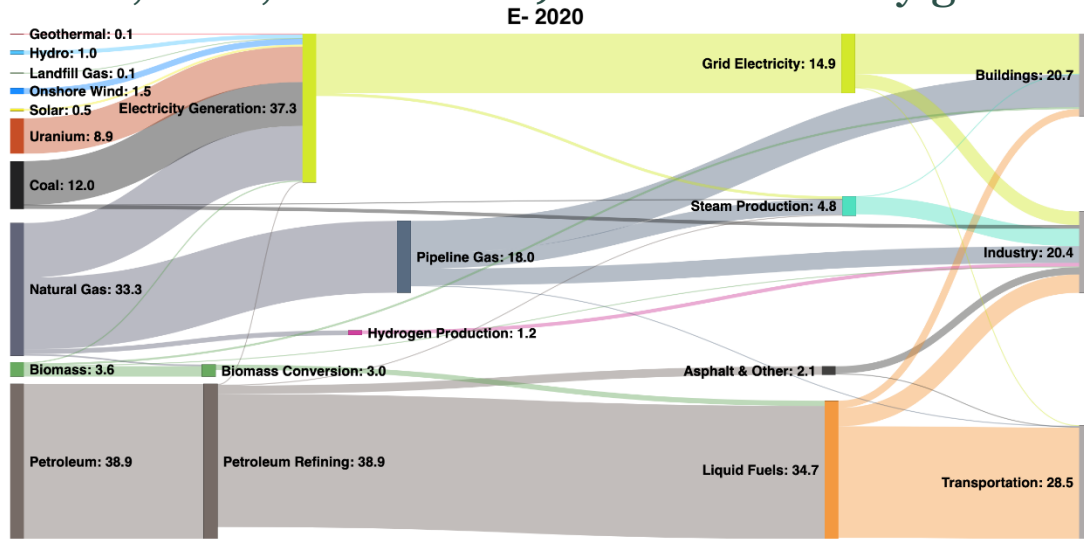 E- 2020
Geothermal: 0.1
Hydro: 1.0
Landfill Gas: 0.1
Onshore Wind: 1.5
Solar: 0.5
Electricity Generation: 37.3
Uranium: 8.9
Coal: 12.0
Grid Electricity: 14.9
Buildings: 20.7
Steam Production: 4.8
Pipeline Gas: 18.0
Industry: 20.4
Natural Gas: 33.3
Hydrogen Production: 1.2
Biomass: 3.6
Biomass Conversion: 3.0
Asphalt & Other: 2.1
Petroleum: 38.9
Petroleum Refining: 38.9
Liquid Fuels: 34.7
Transportation: 28.5